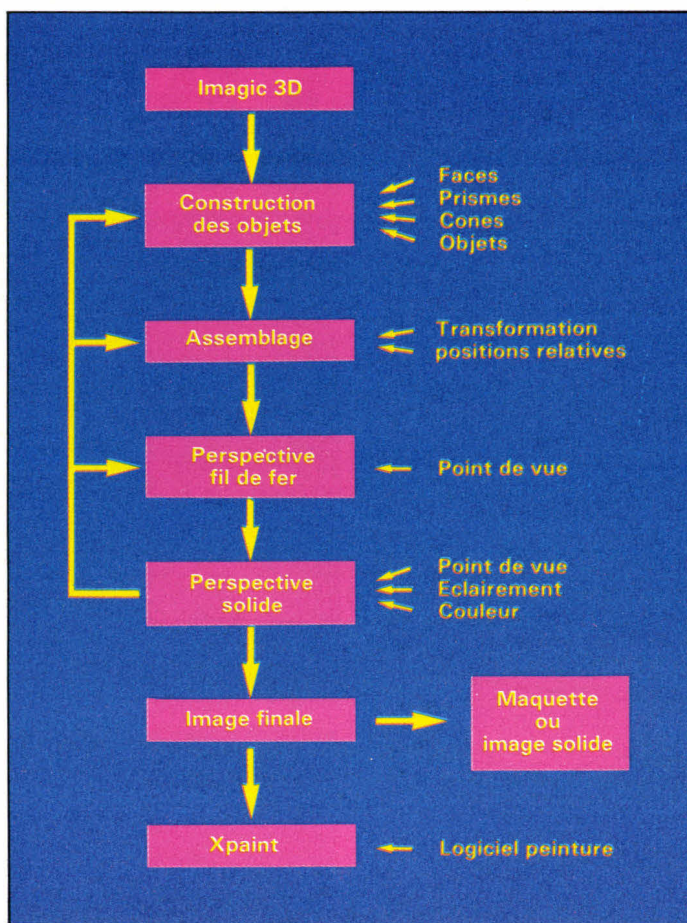 Imagic 3D
Construction
des objets
Faces
Prismes
Cones
Objets
Assemblage
Transformation
positions relatives
Perspective
fil de fer
Point de vue
Perspective
solide
Point de vue
Eclairement
Couleur
Image finale
Maquette
ou
image solide
Xpaint
Logiciel peinture